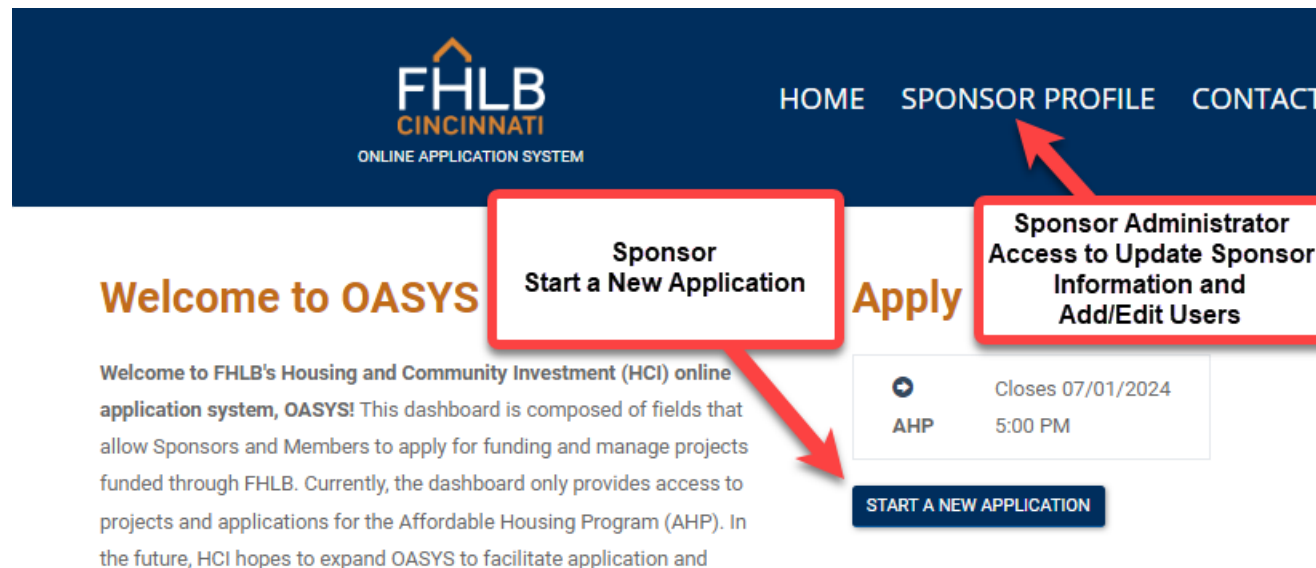 FHLB
CINCINNATI
ONLINE APPLICATION SYSTEM
HOME SPONSOR PROFILE CONTACT
Sponsor
Start a New Application
Sponsor Administrator
Access to Update Sponsor
Information and
Add/Edit Users
Welcome to OASYS
Welcome to FHLB's Housing and Community Investment (HCI) online
application system, OASYS! This dashboard is composed of fields that
allow Sponsors and Members to apply for funding and manage projects
funded through FHLB. Currently, the dashboard only provides access to
projects and applications for the Affordable Housing Program (AHP). In
the future, HCI hopes to expand OASYS to facilitate application and
Apply
Closes 07/01/2024
AHP 5:00 PM
START A NEW APPLICATION